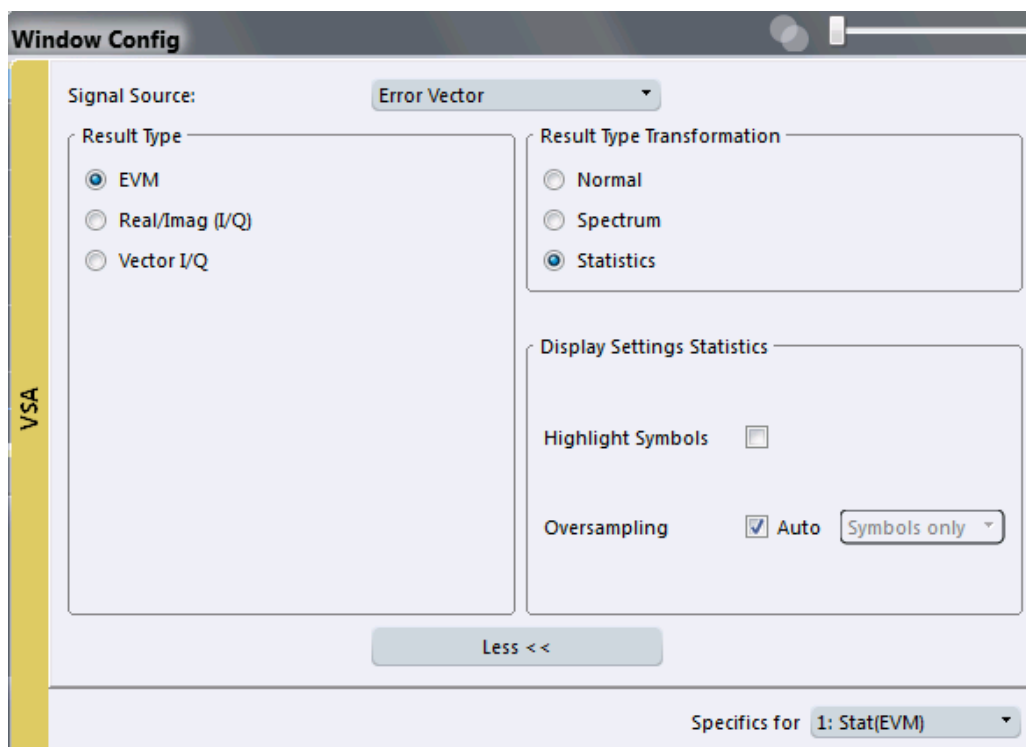 Window Config
VSA
Signal Source: Error Vector
Result Type
EVM
Real/Imag (I/Q)
Vector I/Q
Result Type Transformation
Normal
Spectrum
Statistics
Display Settings Statistics
Highlight Symbols
Oversampling Auto Symbols only
Less <<
Specifics for 1: Stat(EVM)